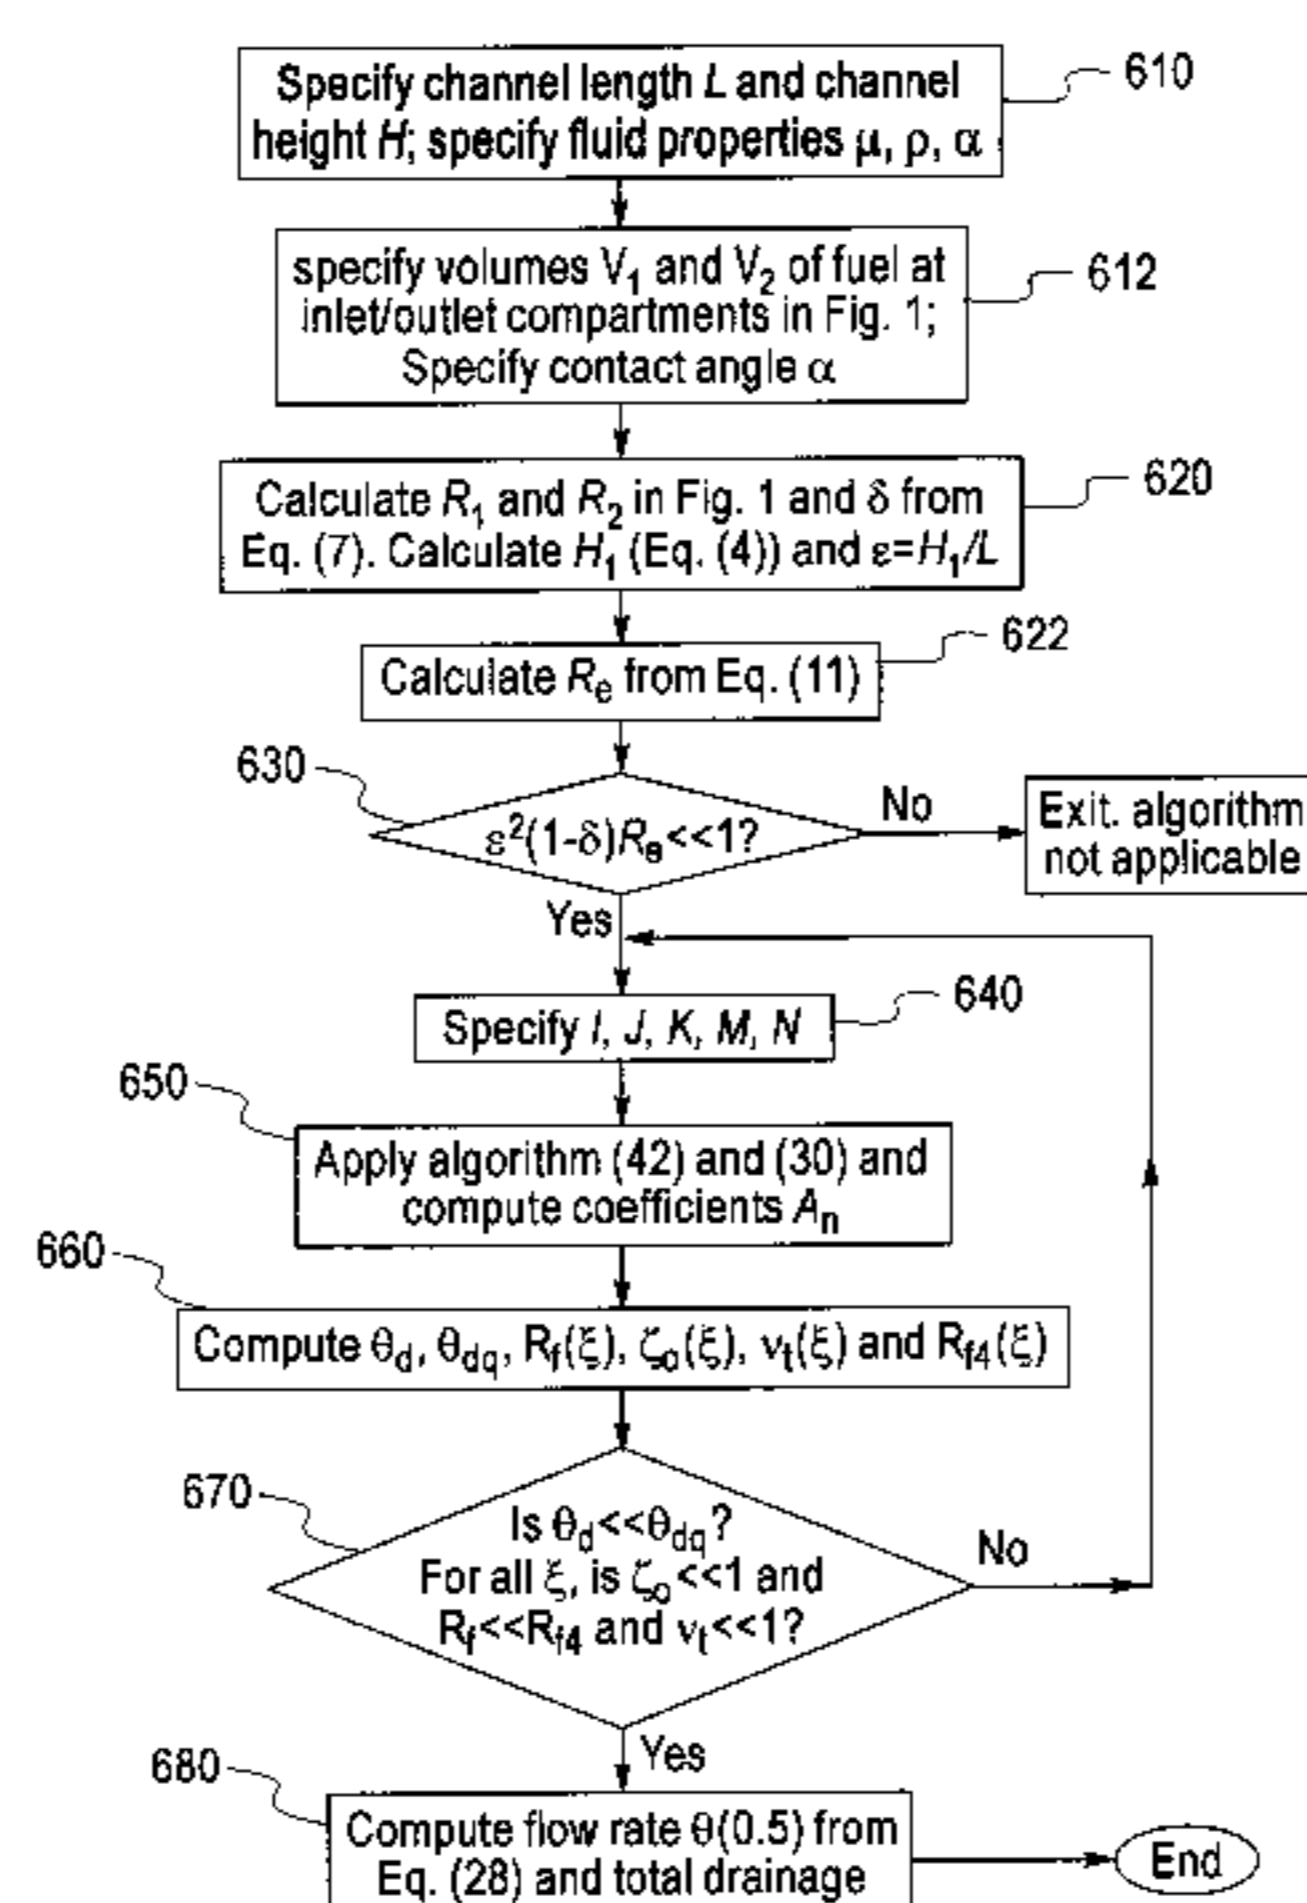 Specify channel length L and channel
height H; specify fluid properties μ, ρ, α
610
specify volumes V₁ and V₂ of fuel at
inlet/outlet compartments in Fig. 1;
Specify contact angle α
612
Calculate R₁ and R₂ in Fig. 1 and δ from
Eq. (7). Calculate H₁ (Eq. (4)) and ε=H₁/L
620
Calculate Rₑ from Eq. (11)
622
630
ε²(1-δ)Rₑ<<1?
No
Exit. algorithm
not applicable
Yes
Specify I, J, K, M, N
640
650
Apply algorithm (42) and (30) and
compute coefficients Aₙ
660
Compute θd, θdq, Rf(ξ), ζo(ξ), νt(ξ) and Rf4(ξ)
670
Is θd<<θdq?
For all ξ, is ζo<<1 and
Rf<<Rf4 and νt<<1?
No
Yes
680
Compute flow rate θ(0.5) from
Eq. (28) and total drainage
End